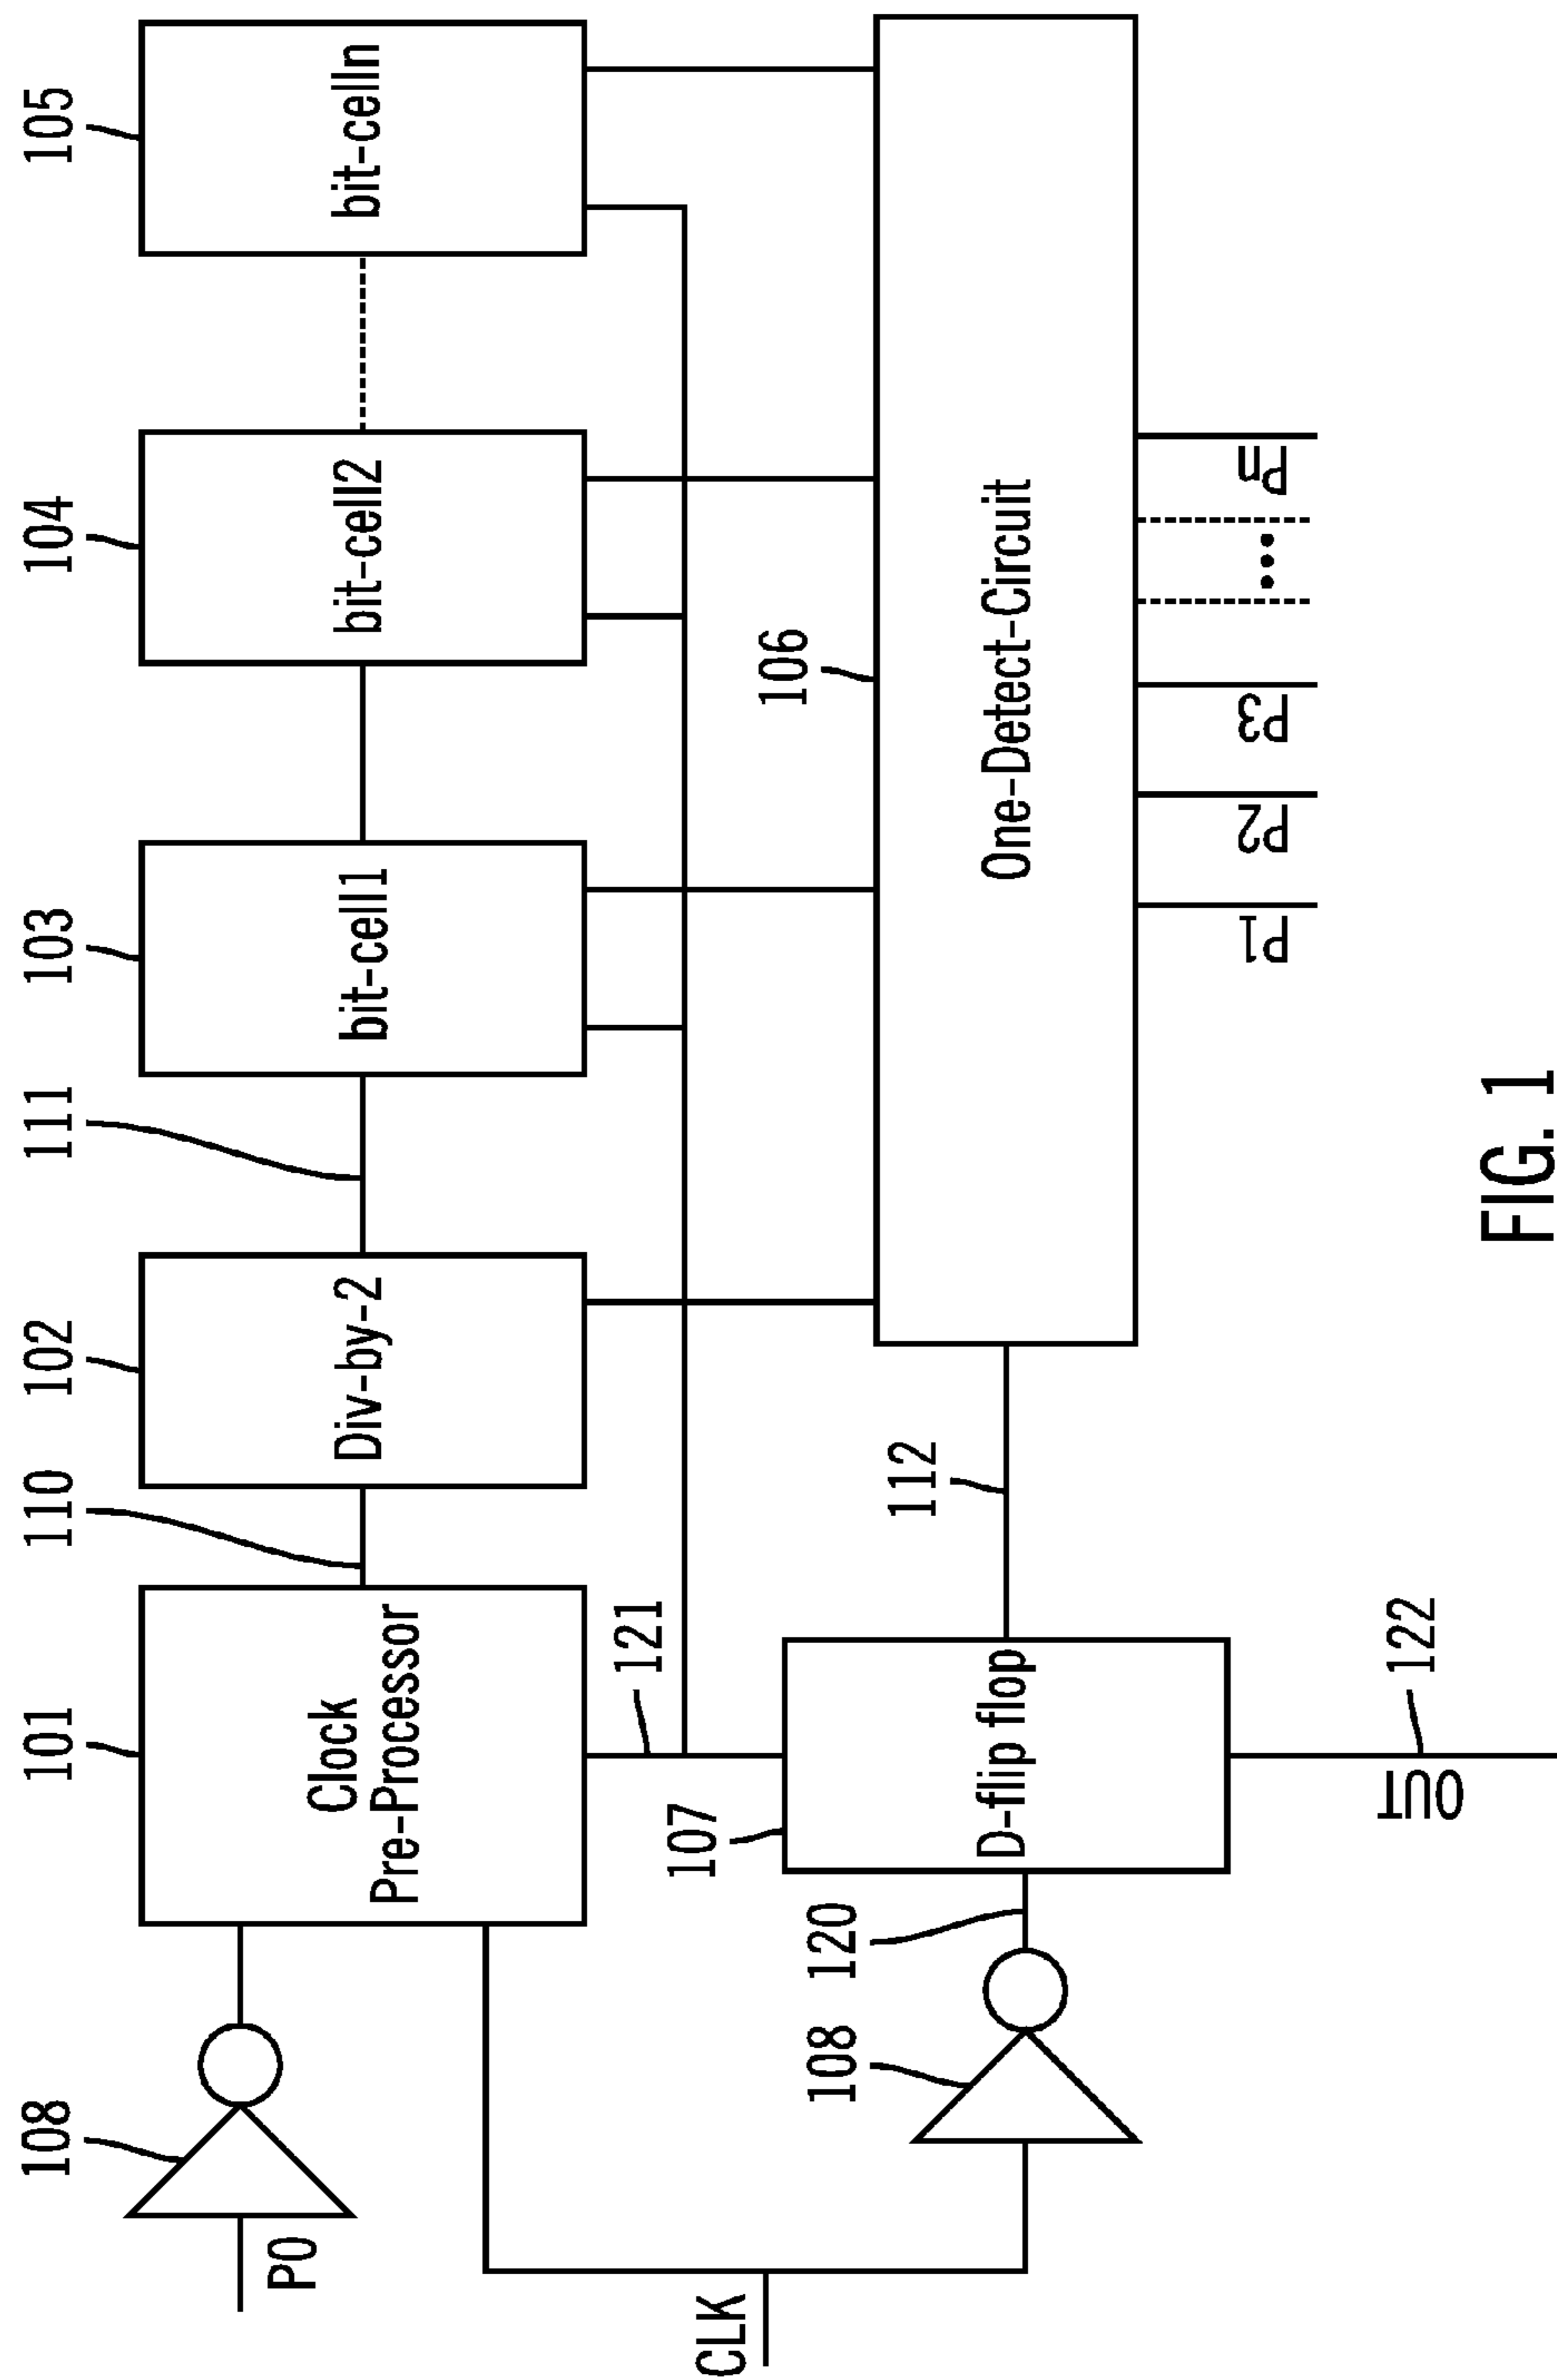 108
101
110
102
111
103
104
105
P0
Clock
Pre-Processor
Div-by-2
bit-cell1
bit-cell2
bit-celln
CLK
108
120
107
121
106
D-flip flop
112
One-Detect-Circuit
OUT
122
P1
P2
P3
Pn
FIG. 1